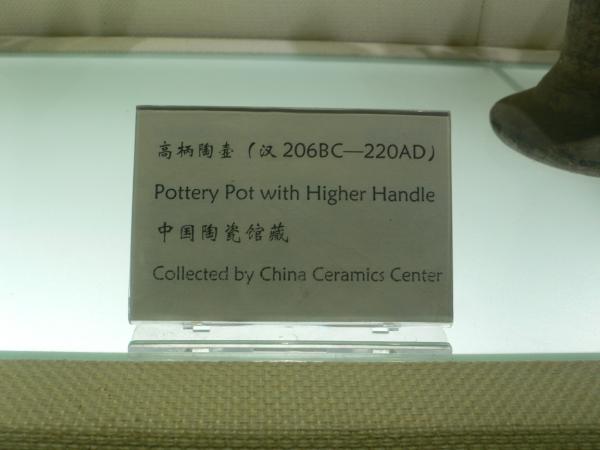 高柄陶壶（汉 206BC—220AD）
Pottery Pot with Higher Handle
中国陶瓷馆藏
Collected by China Ceramics Center